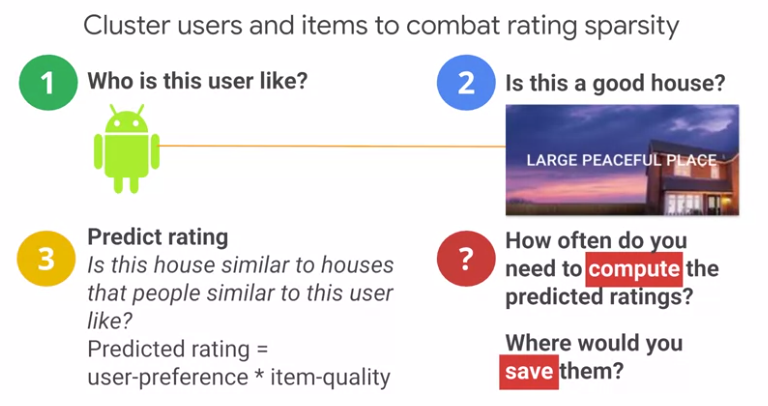 Cluster users and items to combat rating sparsity
1
Who is this user like?
2
Is this a good house?
LARGE PEACEFUL PLACE
3
Predict rating
Is this house similar to houses
that people similar to this user
like?
Predicted rating =
user-preference * item-quality
?
How often do you
need to compute the
predicted ratings?
Where would you
save them?